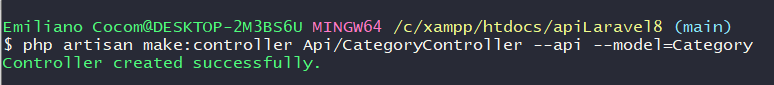 Emiliano Cocom@DESKTOP-2M3BS6U MINGW64 /c/xampp/htdocs/apiLaravel8 (main)
$ php artisan make:controller Api/CategoryController --api --model=Category
Controller created successfully.